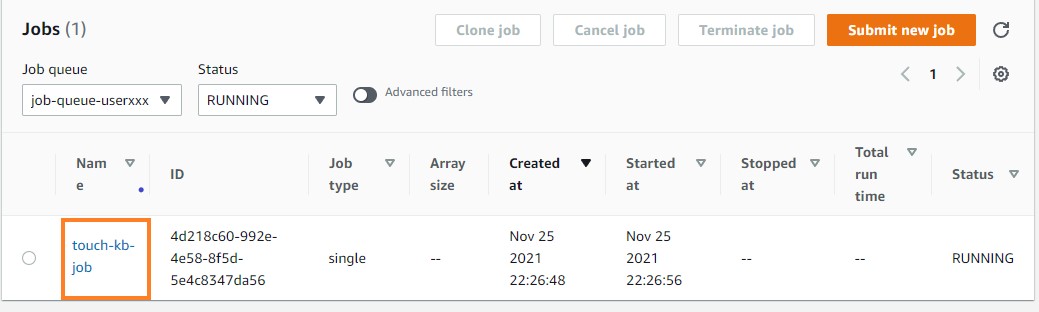 Jobs (1)
Clone job
Cancel job
Terminate job
Submit new job
Job queue
Status
job-queue-userxxx
RUNNING
Advanced filters
1
Nam
e
ID
Job
type
Array
size
Created
at
Started
at
Stopped
at
Total
run
time
Status
touch-kb-
job
4d218c60-992e-
4e58-8f5d-
5e4c8347da56
single
--
Nov 25
2021
22:26:48
Nov 25
2021
22:26:56
--
--
RUNNING